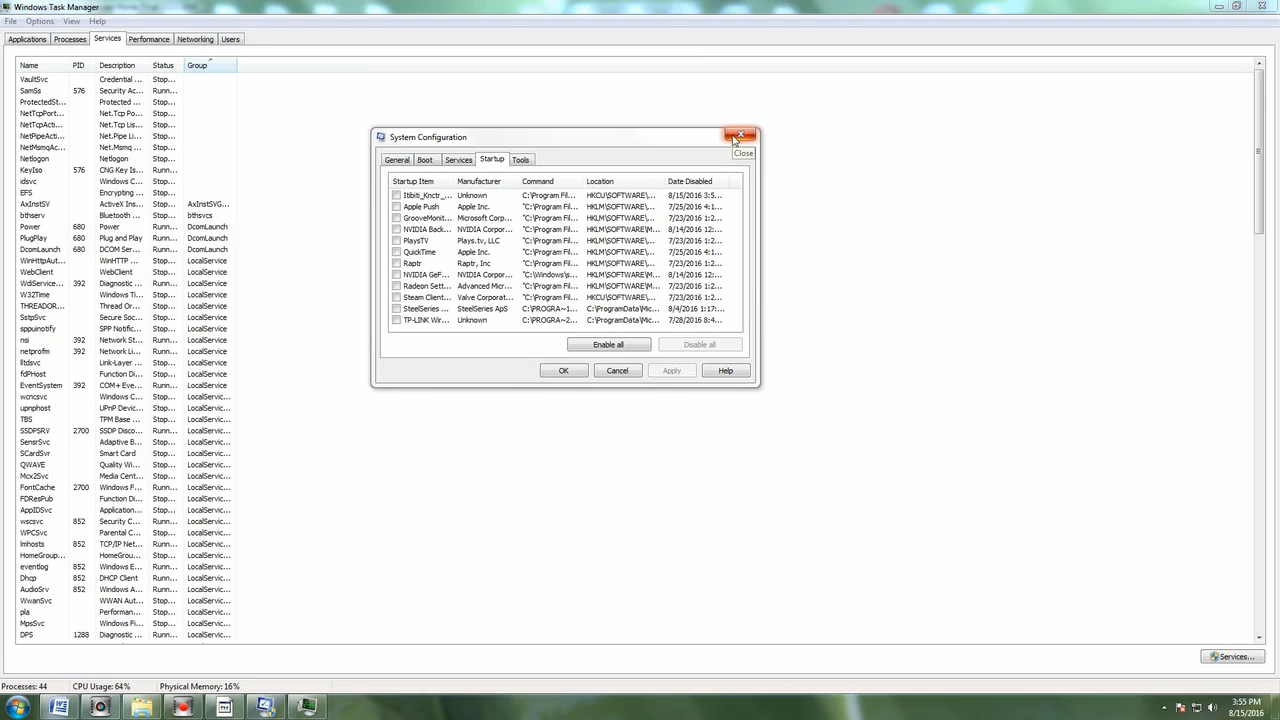 Windows Task Manager
File Options View Help
Applications Processes Services Performance Networking Users
Name PID Description Status Group
VaultSvc Credential ... Stop...
SamSs 576 Security Ac... Runn...
ProtectedSt... Protected ... Stop...
NetTcpPort... Net.Tcp Po... Stop...
NetTcpActi... Net.Tcp Li... Stop...
NetPipeActi... Net.Pipe Li... Stop...
NetMsmqAc... Net.Msmq ... Stop...
Netlogon Netlogon Stop...
KeyIso 576 CNG Key Is... Runn...
idsvc Windows C... Stop...
EFS Encrypting ... Stop...
AxInstSV ActiveX Ins... Stop... AxInstSVG...
bthserv Bluetooth ... Stop... bthsvcs
Power 680 Power Runn... DcomLaunch
PlugPlay 680 Plug and Play Runn... DcomLaunch
DcomLaunch 680 DCOM Ser... Runn... DcomLaunch
WinHttpAut... WinHTTP ... Stop... LocalService
WebClient WebClient Stop... LocalService
WdiService... 392 Diagnostic ... Runn... LocalService
W32Time Windows Ti... Stop... LocalService
THREADOR... Thread Or... Stop... LocalService
SstpSvc Secure Soc... Stop... LocalService
sppuinotify SPP Notific... Stop... LocalService
nsi 392 Network St... Runn... LocalService
netprofm 392 Network Li... Runn... LocalService
lltdsvc Link-Layer ... Stop... LocalService
fdPHost Function Di... Stop... LocalService
EventSystem 392 COM+ Eve... Runn... LocalService
wcncsvc Windows C... Stop... LocalServic...
upnphost UPnP Devic... Stop... LocalServic...
TBS TPM Base ... Stop... LocalServic...
SSDPSRV 2700 SSDP Disco... Runn... LocalServic...
SensrSvc Adaptive B... Stop... LocalServic...
SCardSvr Smart Card Stop... LocalServic...
QWAVE Quality Wi... Stop... LocalServic...
Mcx2Svc Media Cent... Stop... LocalServic...
FontCache 2700 Windows F... Runn... LocalServic...
FDResPub Function Di... Stop... LocalServic...
AppIDSvc Application... Stop... LocalServic...
wscsvc 852 Security C... Runn... LocalServic...
WPCSvc Parental C... Stop... LocalServic...
lmhosts 852 TCP/IP Net... Runn... LocalServic...
HomeGroup... HomeGroup... Stop... LocalServic...
eventlog 852 Windows E... Runn... LocalServic...
Dhcp 852 DHCP Client Runn... LocalServic...
AudioSrv 852 Windows A... Runn... LocalServic...
WwanSvc WWAN Aut... Stop... LocalServic...
pla Performan... Stop... LocalServic...
MpsSvc Windows Fi... Stop... LocalServic...
DPS 1288 Diagnostic ... Runn... LocalServic...
System Configuration
Close
General Boot Services Startup Tools
Startup Item Manufacturer Command Location Date Disabled
Itibiti_Knctr_... Unknown C:\Program Fil... HKCU\SOFTWARE\... 8/15/2016 3:5...
Apple Push Apple Inc. C:\Program Fil... HKLM\SOFTWARE\... 7/25/2016 4:1...
GrooveMonit... Microsoft Corp... C:\Program Fil... HKLM\SOFTWARE\... 7/23/2016 1:2...
NVIDIA Back... NVIDIA Corpor... C:\Program Fil... HKLM\SOFTWARE\M... 8/14/2016 12:...
PlaysTV Plays.tv, LLC C:\Program Fil... HKLM\SOFTWARE\... 7/23/2016 1:2...
QuickTime Apple Inc. C:\Program Fil... HKLM\SOFTWARE\... 7/25/2016 4:1...
Raptr Raptr, Inc C:\Program Fil... HKLM\SOFTWARE\... 7/23/2016 1:2...
NVIDIA GeF... NVIDIA Corpor... C:\Windows\s... HKLM\SOFTWARE\M... 8/14/2016 12:...
Radeon Sett... Advanced Micr... C:\Program Fil... HKLM\SOFTWARE\... 7/23/2016 1:2...
Steam Client... Valve Corporat... C:\Program Fil... HKCU\SOFTWARE\... 7/23/2016 1:2...
SteelSeries ... SteelSeries ApS C:\PROGRA~1... C:\ProgramData\Mic... 8/4/2016 1:17:...
TP-LINK Wir... Unknown C:\PROGRA~2... C:\ProgramData\Mic... 7/28/2016 8:4...
Enable all Disable all
OK Cancel Apply Help
Services...
Processes: 44 CPU Usage: 64% Physical Memory: 16%
3:55 PM
8/15/2016